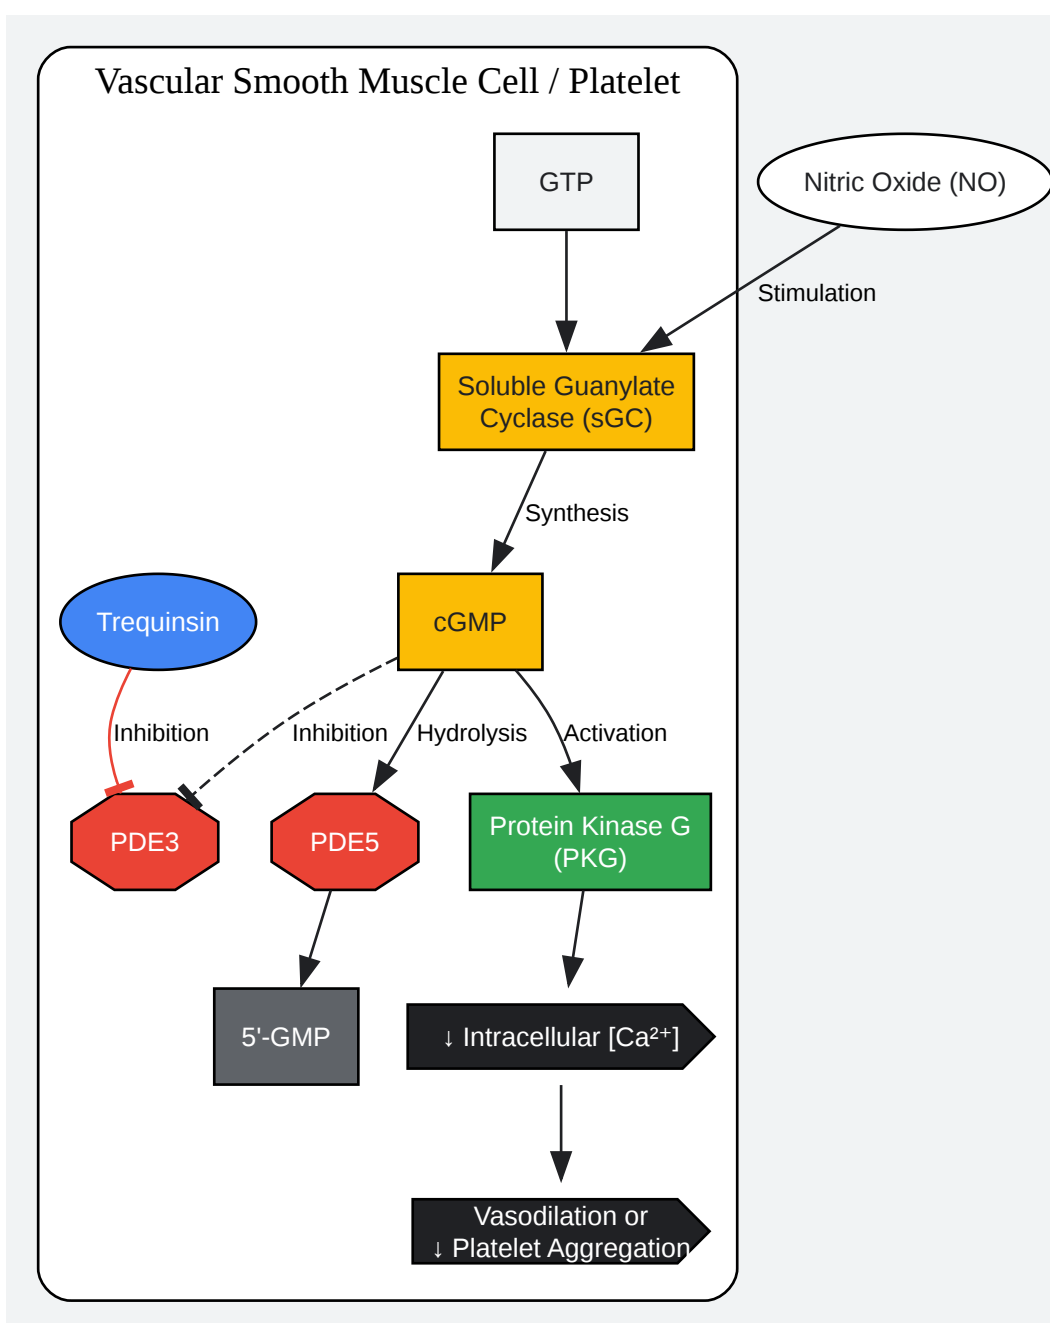 Vascular Smooth Muscle Cell / Platelet
GTP
Nitric Oxide (NO)
Stimulation
Soluble Guanylate
Cyclase (sGC)
Synthesis
Trequinsin
cGMP
Inhibition
Inhibition
Hydrolysis
Activation
PDE3
PDE5
Protein Kinase G
(PKG)
5'-GMP
↓ Intracellular [Ca²⁺]
Vasodilation or
↓ Platelet Aggregation